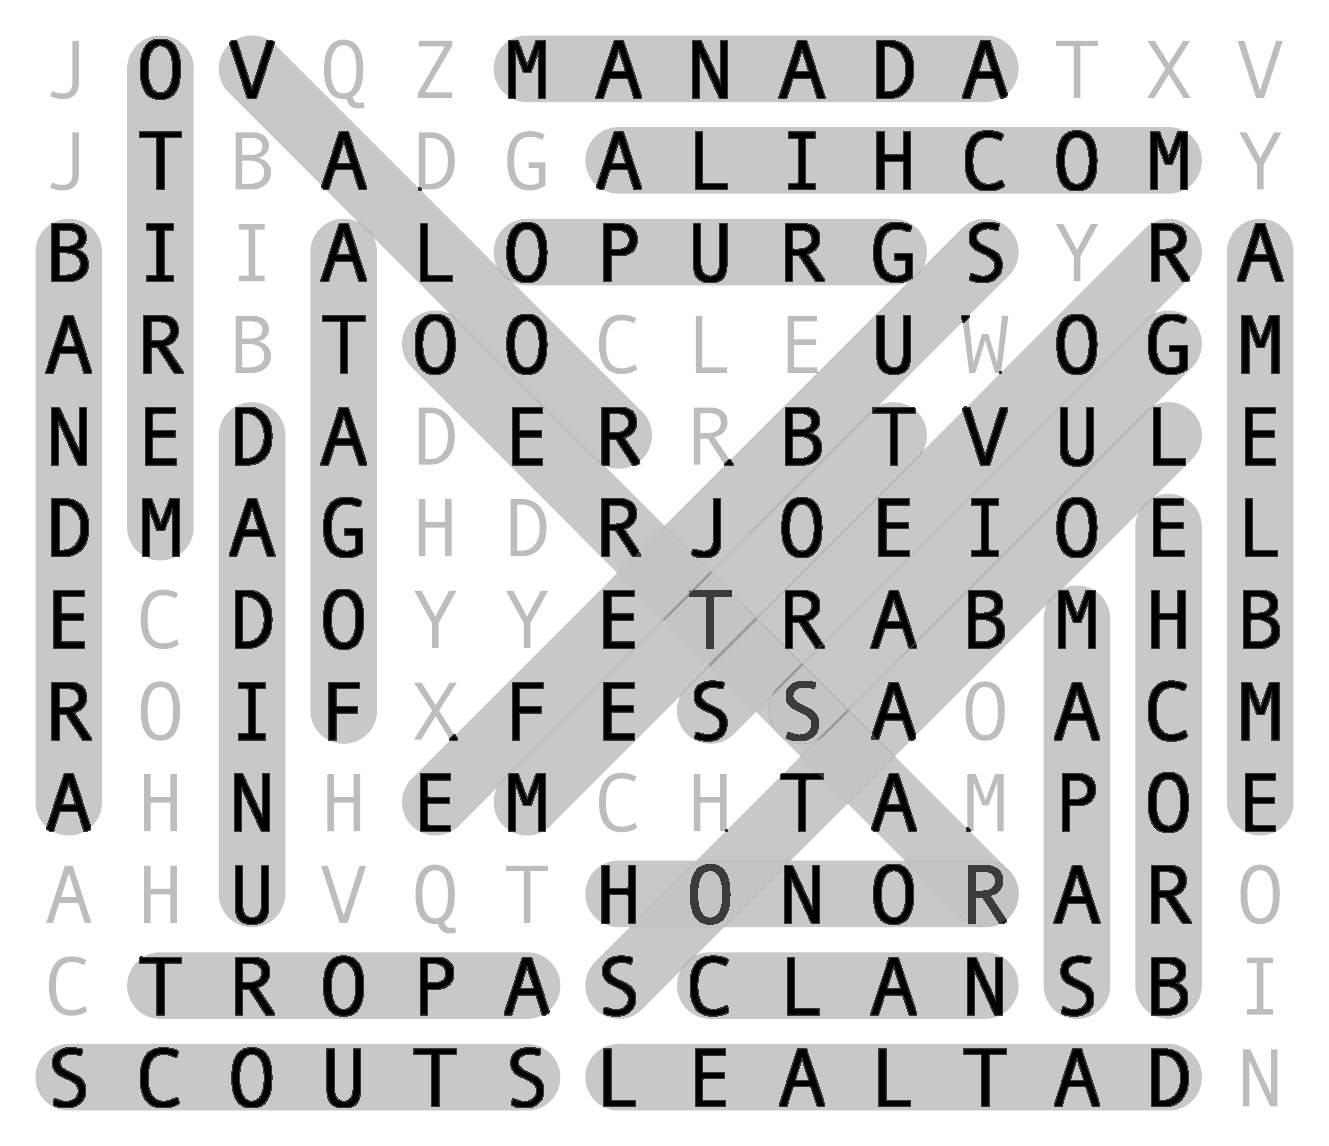 J O V Q Z M A N A D A T X V
J T B A D G A L I H C O M Y
B I I A L O P U R G S Y R A
A R B T O O C L E U W O G M
N E D A D E R R B T V U L E
D M A G H D R J O E I O E L
E C D O Y Y E T R A B M H B
R O I F X F E S S A O A C M
A H N H E M C H T A M P O E
A H U V Q T H O N O R A R O
C T R O P A S C L A N S B I
S C O U T S L E A L T A D N